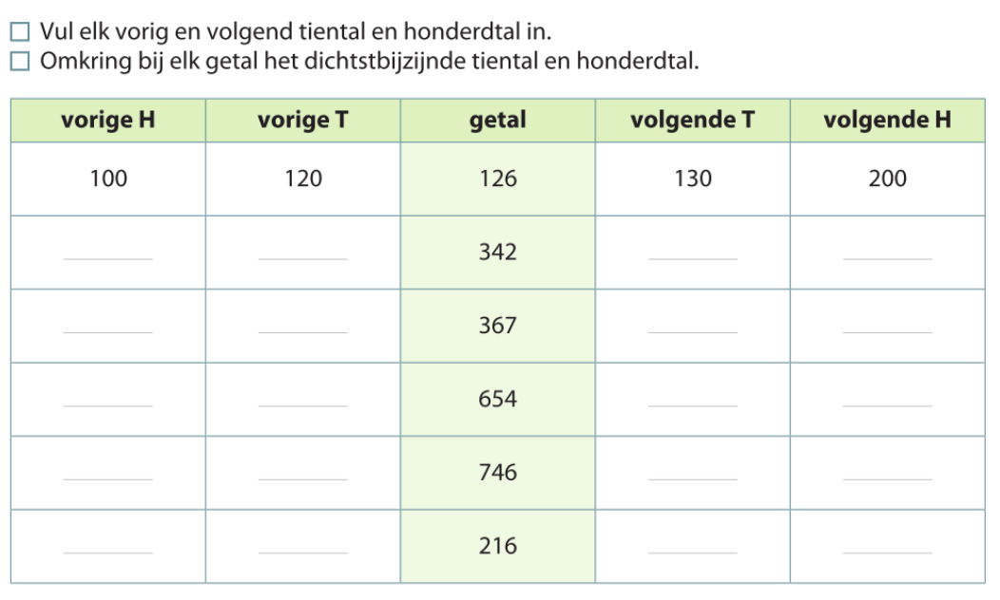 Vul elk vorig en volgend tiental en honderdtal in.
Omkring bij elk getal het dichtstbijzijnde tiental en honderdtal.
vorige H vorige T getal volgende T volgende H
100 120 126 130 200
342
367
654
746
216